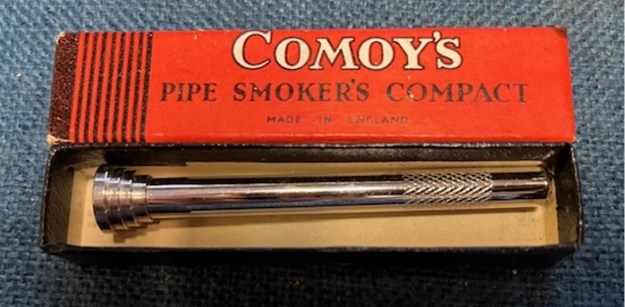 COMOY'S
PIPE SMOKER'S COMPACT
MADE IN ENGLAND